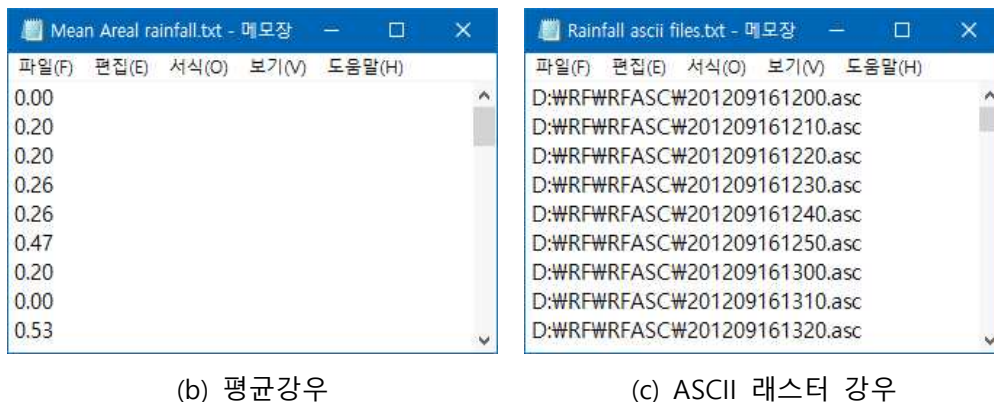 Mean Areal rainfall.txt - 메모장
파일(F) 편집(E) 서식(O) 보기(V) 도움말(H)
0.00
0.20
0.20
0.26
0.26
0.47
0.20
0.00
0.53
(b) 평균강우
Rainfall ascii files.txt - 메모장
파일(F) 편집(E) 서식(O) 보기(V) 도움말(H)
D:₩RF₩RFASC₩201209161200.asc
D:₩RF₩RFASC₩201209161210.asc
D:₩RF₩RFASC₩201209161220.asc
D:₩RF₩RFASC₩201209161230.asc
D:₩RF₩RFASC₩201209161240.asc
D:₩RF₩RFASC₩201209161250.asc
D:₩RF₩RFASC₩201209161300.asc
D:₩RF₩RFASC₩201209161310.asc
D:₩RF₩RFASC₩201209161320.asc
(c) ASCII 래스터 강우